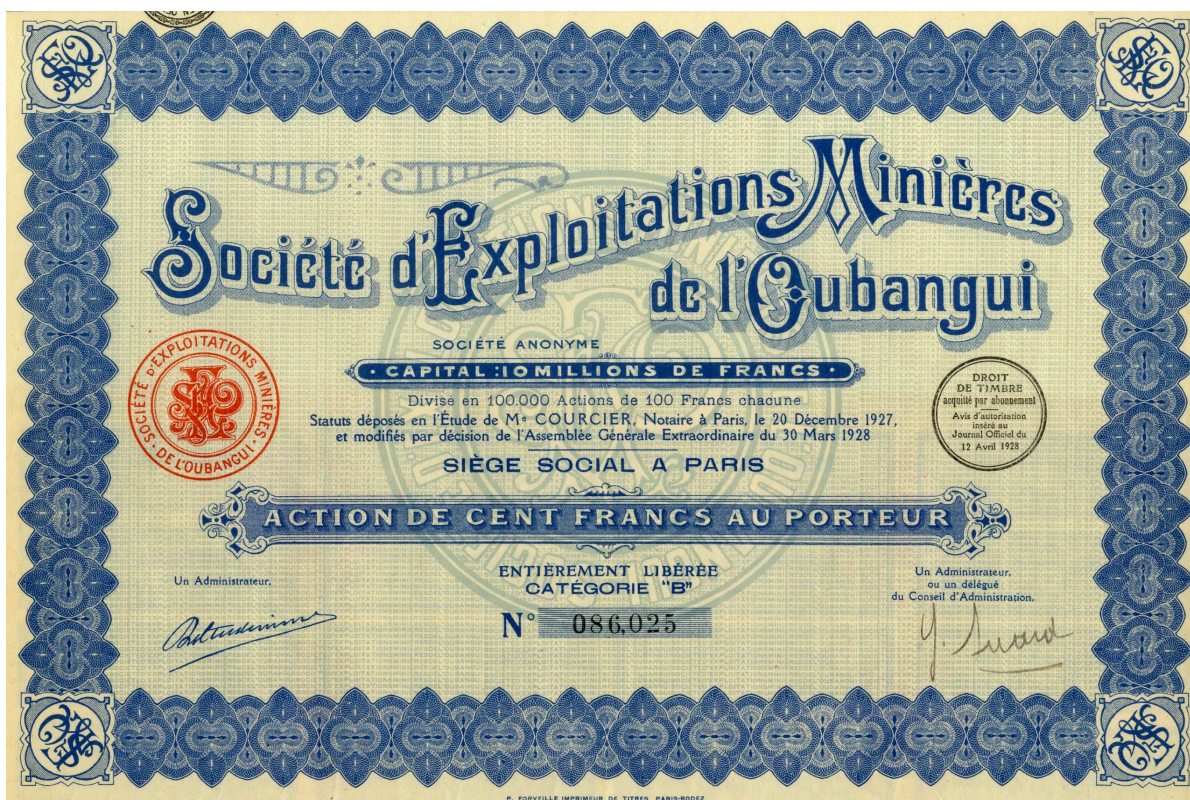 Société d'Exploitations Minières
de l'Oubangui
SOCIÉTÉ ANONYME
CAPITAL : 10 MILLIONS DE FRANCS
Divisé en 100.000 Actions de 100 Francs chacune
Statuts déposés en l'Étude de Me COURCIER, Notaire à Paris, le 20 Décembre 1927,
et modifiés par décision de l'Assemblée Générale Extraordinaire du 30 Mars 1928
SIÈGE SOCIAL A PARIS
SOCIÉTÉ D'EXPLOITATIONS MINIÈRES
· DE L'OUBANGUI ·
DROIT
DE TIMBRE
acquitté par abonnement
Avis d'autorisation
inséré au
Journal Officiel du
12 Avril 1928
ACTION DE CENT FRANCS AU PORTEUR
ENTIÈREMENT LIBÉRÉE
CATÉGORIE "B"
N° 086,025
Un Administrateur,
Un Administrateur,
ou un délégué
du Conseil d'Administration,
P. FORVEILLE IMPRIMEUR DE TITRES PARIS-RODEZ